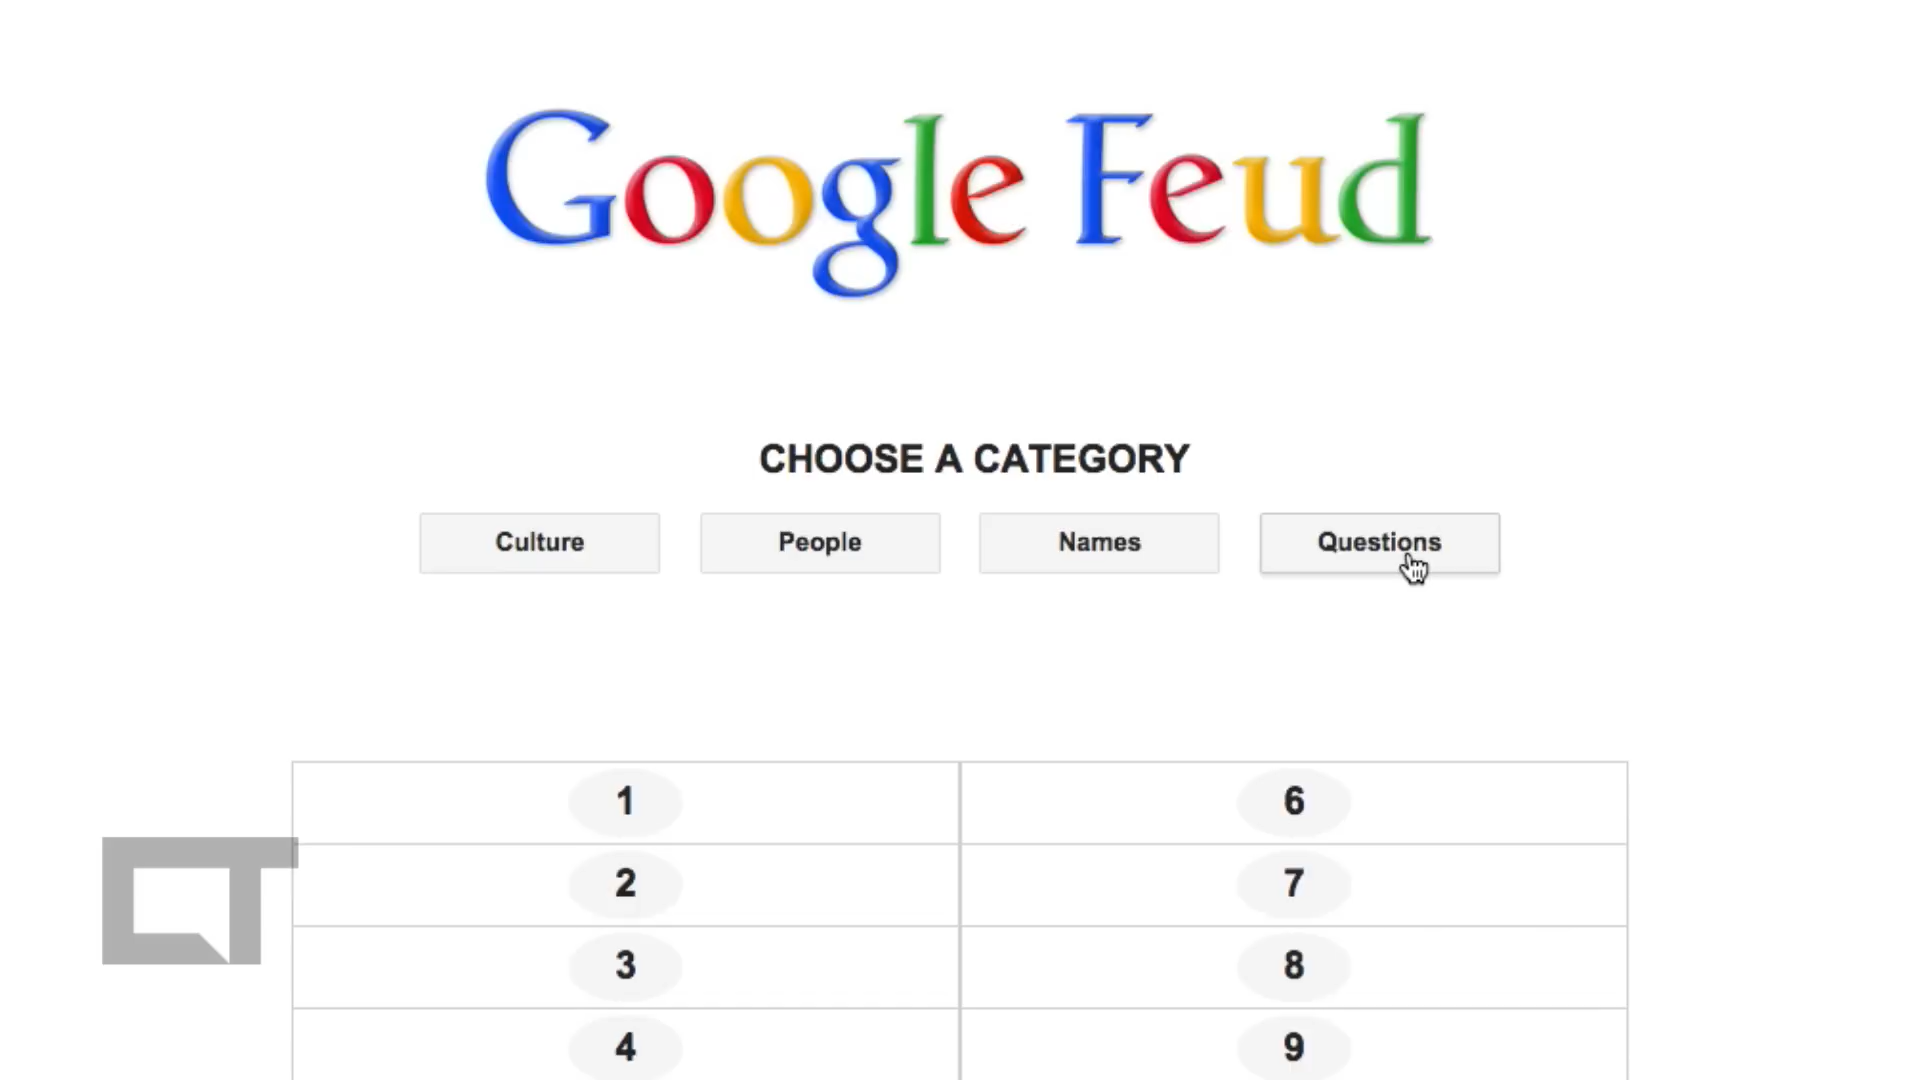 Google Feud
CHOOSE A CATEGORY
Culture People Names Questions
1 6
2 7
3 8
4 9